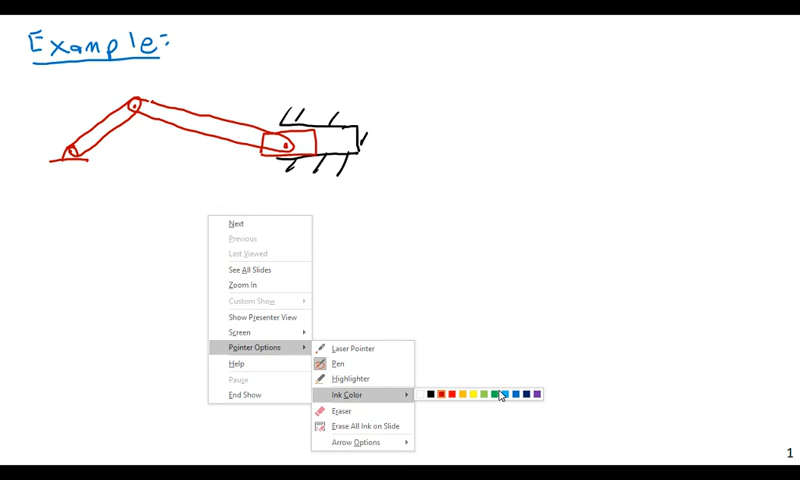 Example:
Next
Previous
Last Viewed
See All Slides
Zoom In
Custom Show
Show Presenter View
Screen
Pointer Options
Help
Pause
End Show
Laser Pointer
Pen
Highlighter
Ink Color
Eraser
Erase All Ink on Slide
Arrow Options
1